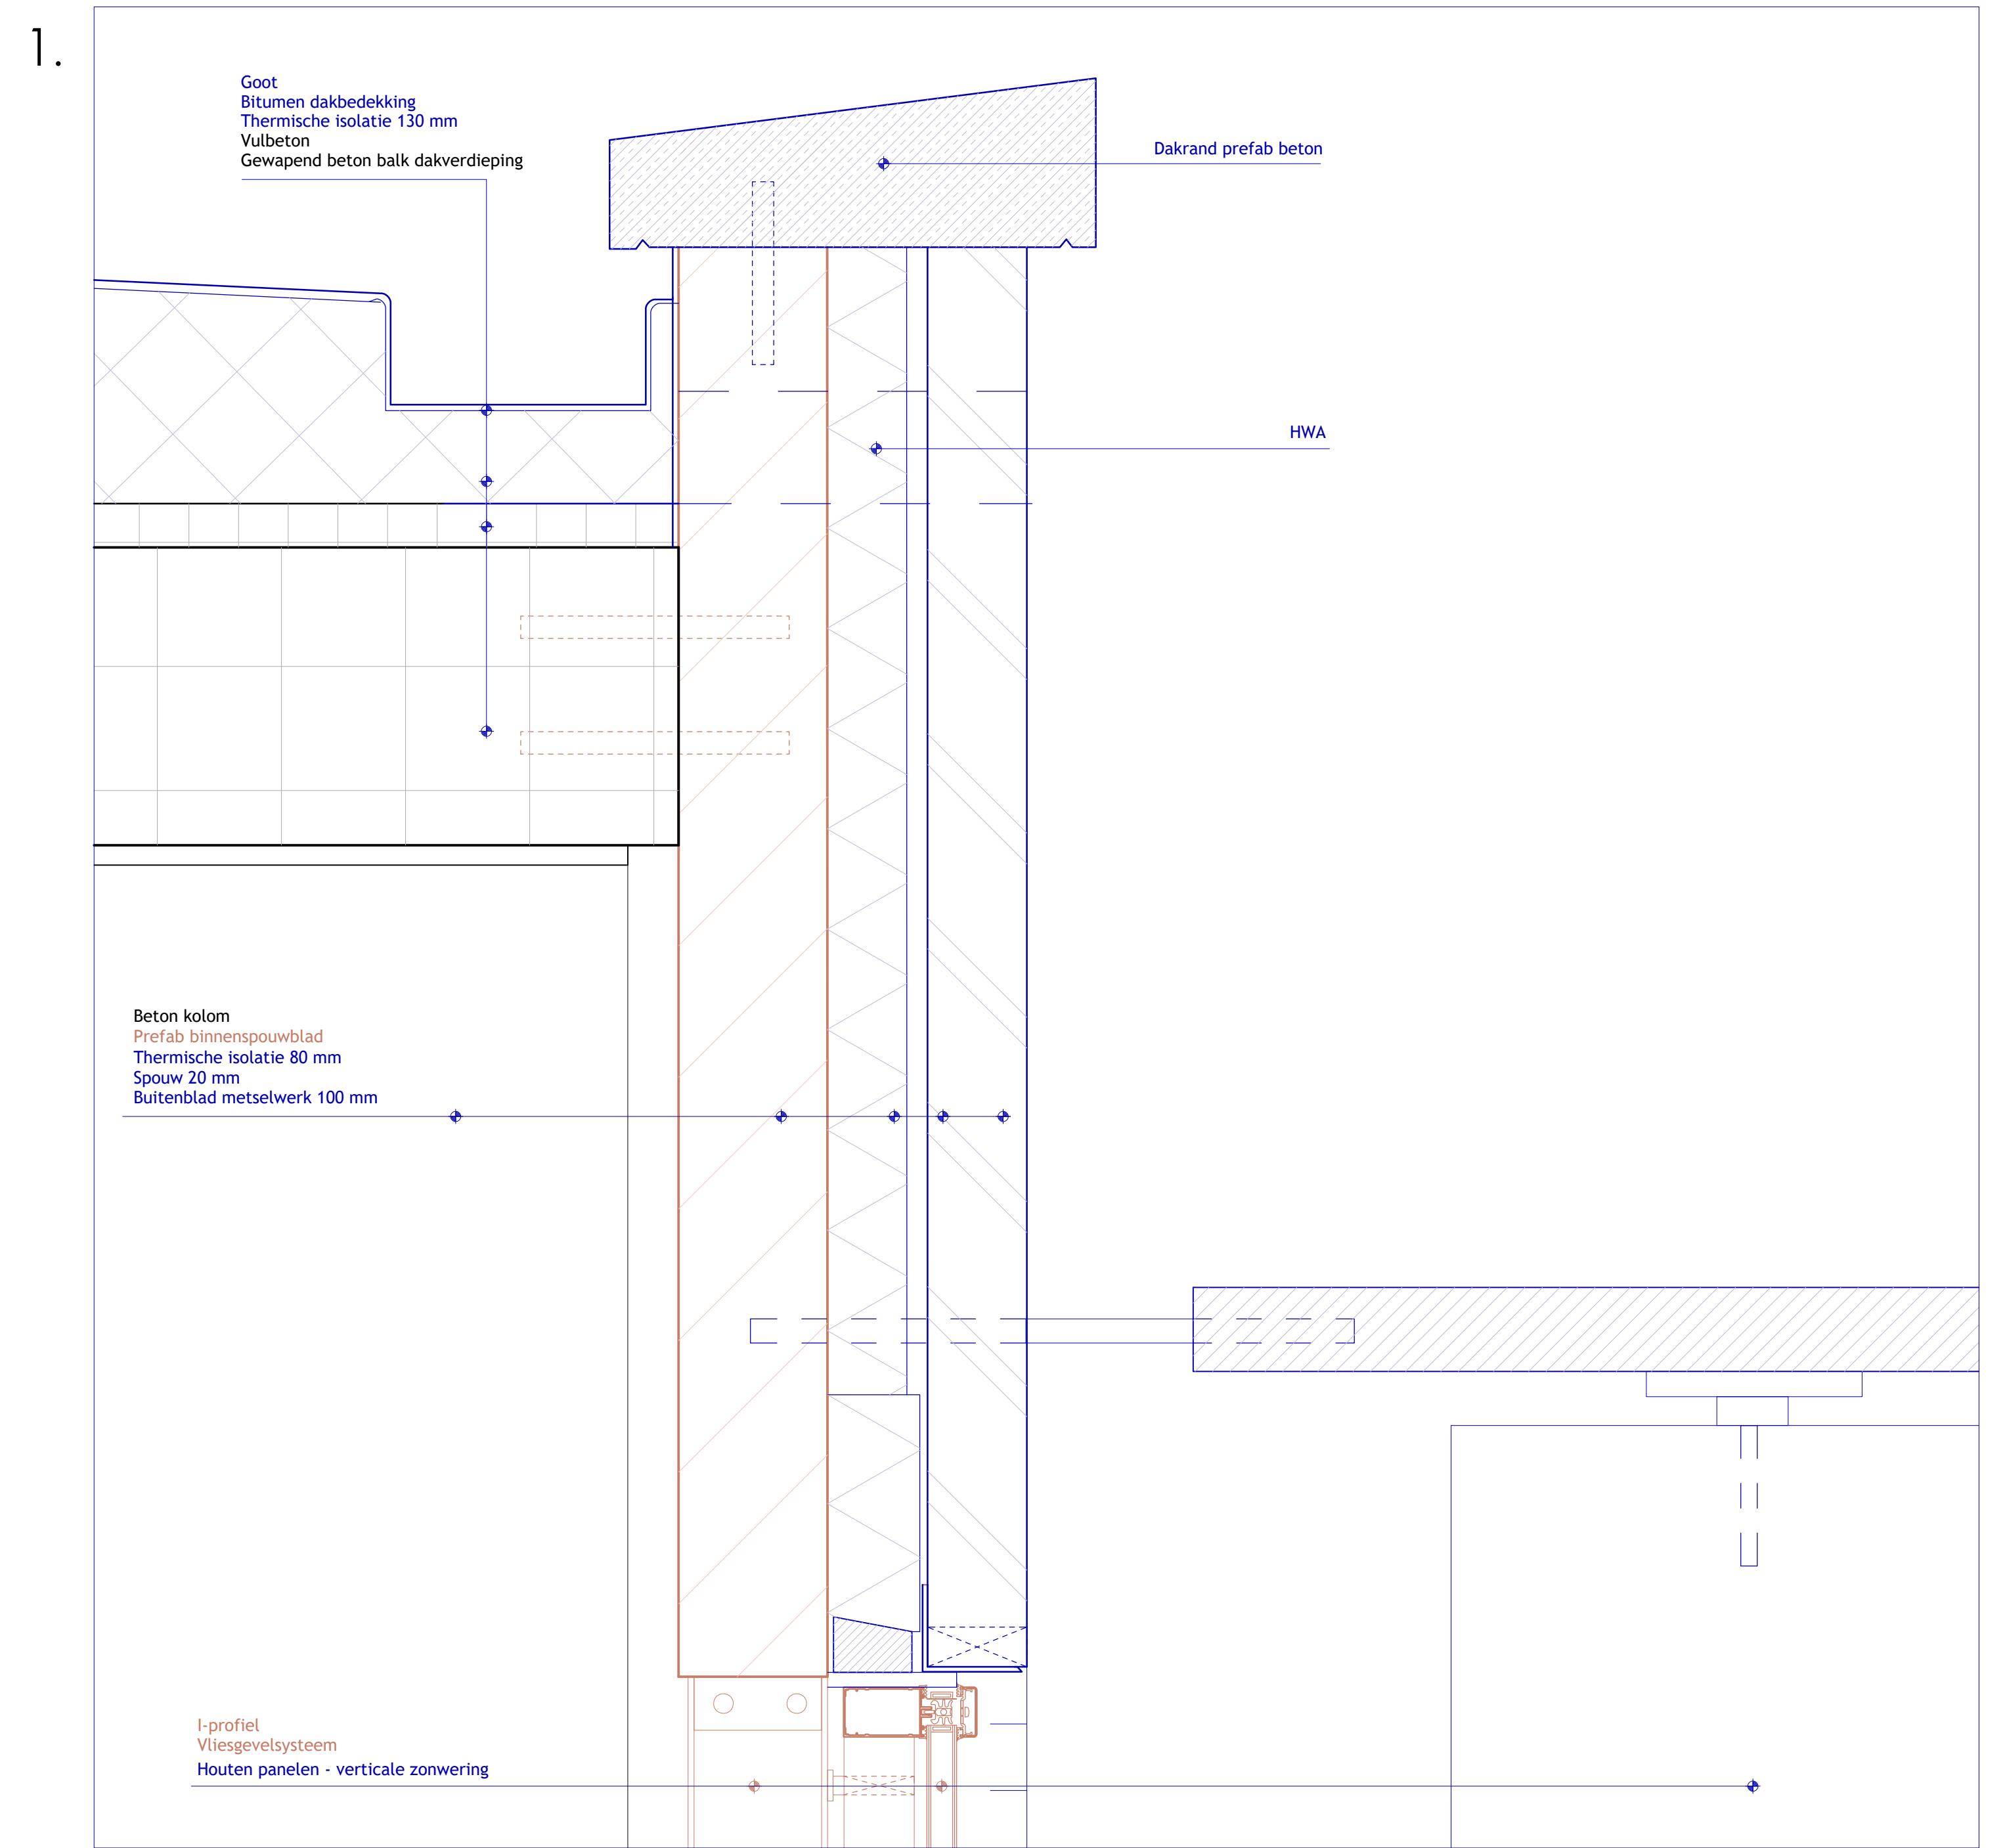 1.
Goot
Bitumen dakbedekking
Thermische isolatie 130 mm
Vulbeton
Gewapend beton balk dakverdieping
Dakrand prefab beton
HWA
Beton kolom
Prefab binnenspouwblad
Thermische isolatie 80 mm
Spouw 20 mm
Buitenblad metselwerk 100 mm
I-profiel
Vliesgevelsysteem
Houten panelen - verticale zonwering